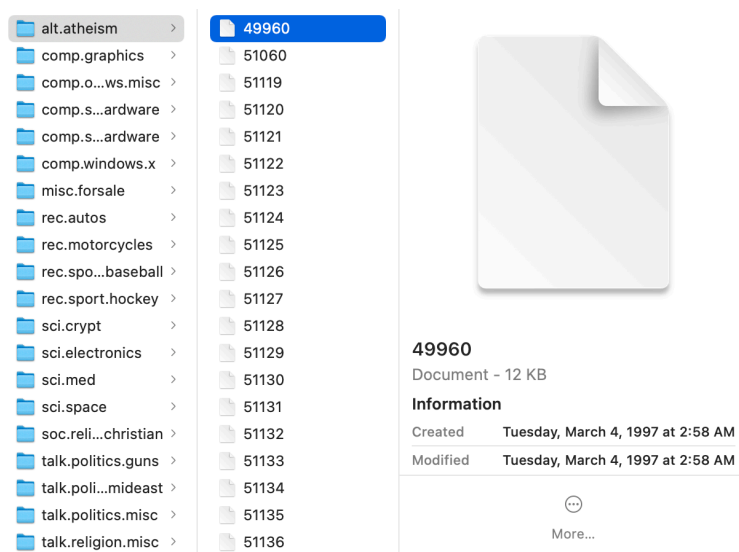 alt.atheism
comp.graphics
comp.o...ws.misc
comp.s...ardware
comp.s...ardware
comp.windows.x
misc.forsale
rec.autos
rec.motorcycles
rec.spo...baseball
rec.sport.hockey
sci.crypt
sci.electronics
sci.med
sci.space
soc.reli...christian
talk.politics.guns
talk.poli...mideast
talk.politics.misc
talk.religion.misc
49960
51060
51119
51120
51121
51122
51123
51124
51125
51126
51127
51128
51129
51130
51131
51132
51133
51134
51135
51136
49960
Document - 12 KB
Information
Created Tuesday, March 4, 1997 at 2:58 AM
Modified Tuesday, March 4, 1997 at 2:58 AM
More...